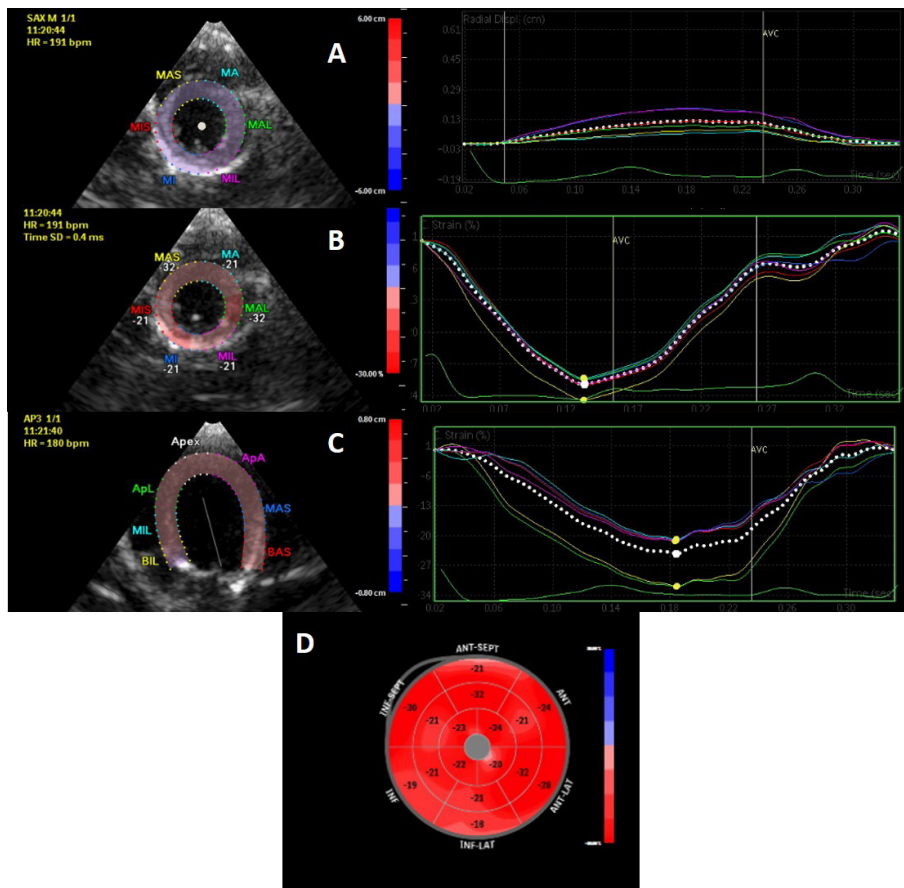 SAX M 1/1
11:20:44
HR = 191 bpm
A
MAS
MA
MIS
MAL
MI
MIL
6.00 cm
-6.00 cm
Radial Displ. (cm)
AVC
0.61
0.45
0.29
0.13
-0.03
-0.19
0.02
0.06
0.10
0.14
0.18
0.22
0.26
0.30
Time (sec)
11:20:44
HR = 191 bpm
Time SD = 0.4 ms
B
MAS
-32
MA
-21
MIS
-21
MAL
-32
MI
-21
MIL
-21
-30.00 %
C. Strain (%)
AVC
0.07
0.12
0.17
0.22
0.27
0.32
Time (sec)
AP3 1/1
11:21:40
HR = 180 bpm
C
Apex
ApA
ApL
MAS
MIL
BAS
BIL
0.80 cm
-0.80 cm
Strain (%)
AVC
1
-6
-13
-20
-27
-34
0.02
0.06
0.10
0.14
0.18
0.22
0.26
0.30
Time (sec)
D
ANT-SEPT
INF-SEPT
ANT
INF
ANT-LAT
INF-LAT
-21
-32
-30
-21
-23
-24
-21
-24
-22
-20
-19
-21
-32
-28
-21
-18